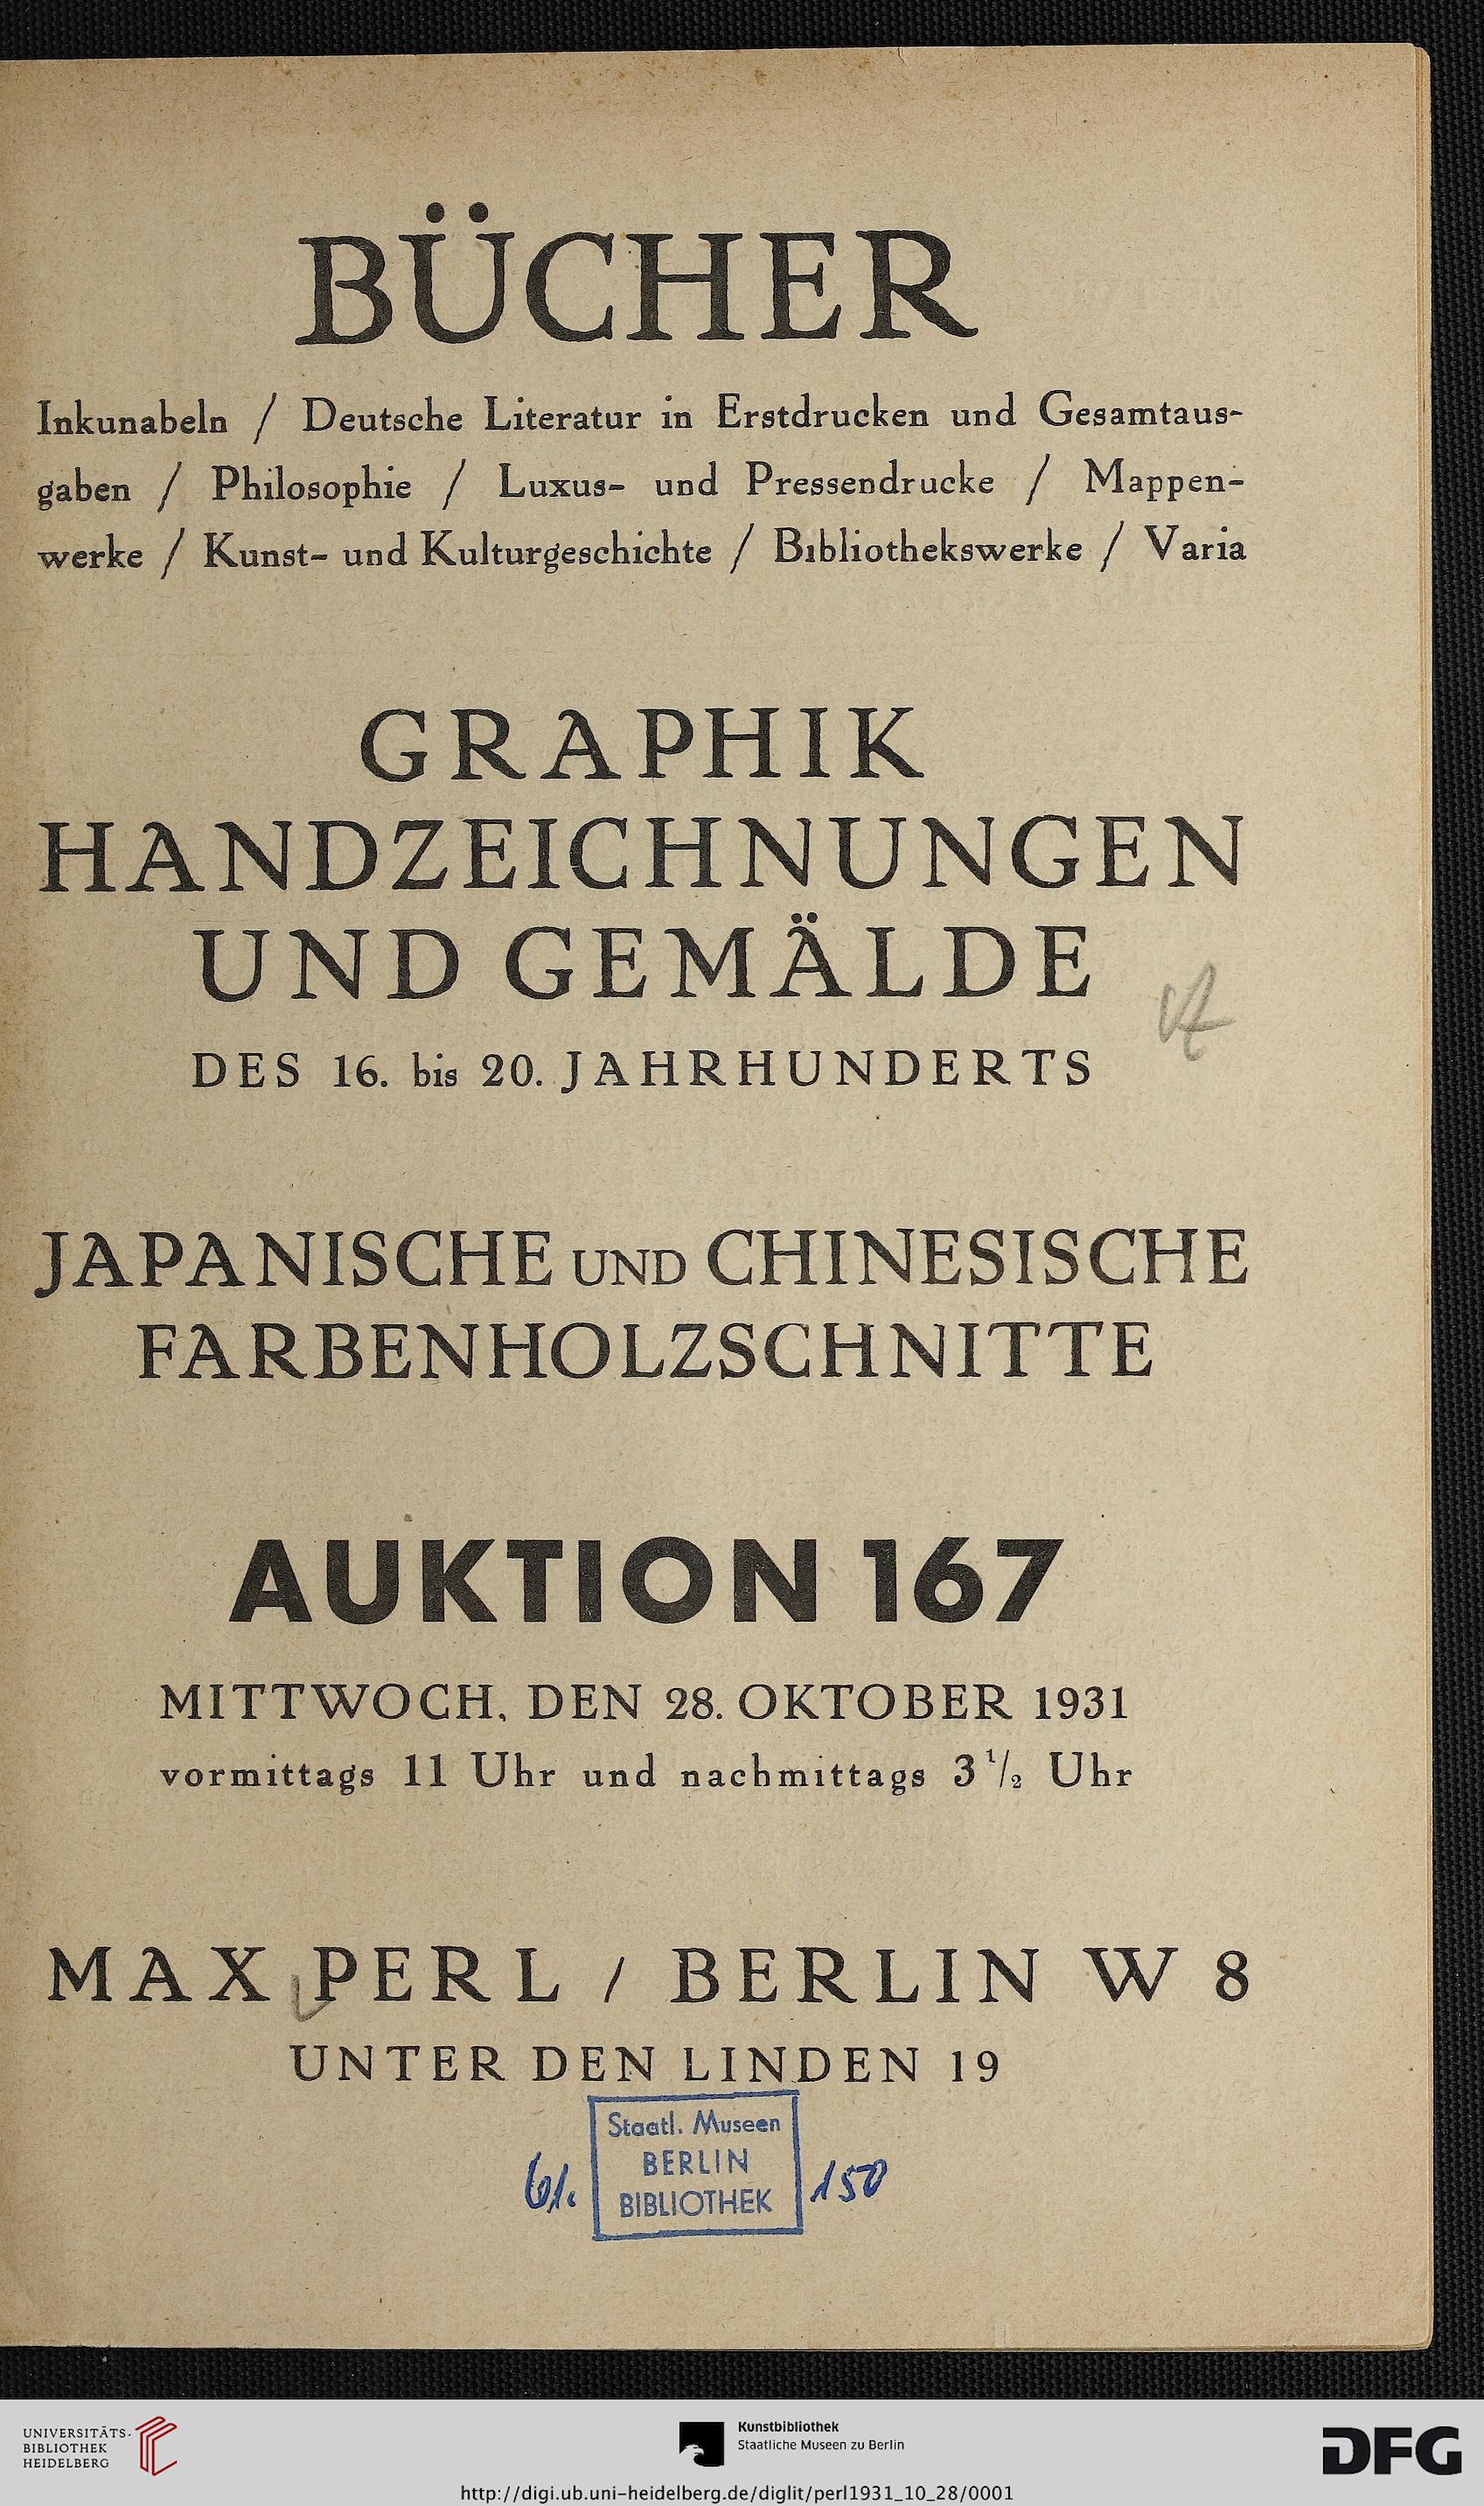 BÜCHER
Inkunabeln / Deutsche Literatur in Erstdrucken und Gesamtaus-
gaben / Philosophie / Luxus- und Pressendrucke / Mappen-
werke / Kunst- und Kulturgeschichte / Bibliothekswerke / Varia
GRAPHIK
HANDZEICHNUNGEN
UND GEMÄLDE
DES 16. bis 20. JAHRHUNDERTS
JAPANISCHE UND CHINESISCHE
FARBENHOLZSCHNITTE
AUKTION 167
MITTWOCH, DEN 28. OKTOBER 1931
vormittags 11 Uhr und nachmittags 3 1/2 Uhr
MAX PERL / BERLIN W 8
UNTER DEN LINDEN 19
Staatl. Museen
BERLIN
BIBLIOTHEK
61. 150
UNIVERSITÄTS-
BIBLIOTHEK
HEIDELBERG
Kunstbibliothek
Staatliche Museen zu Berlin
DFG
http://digi.ub.uni-heidelberg.de/diglit/perl1931_10_28/0001